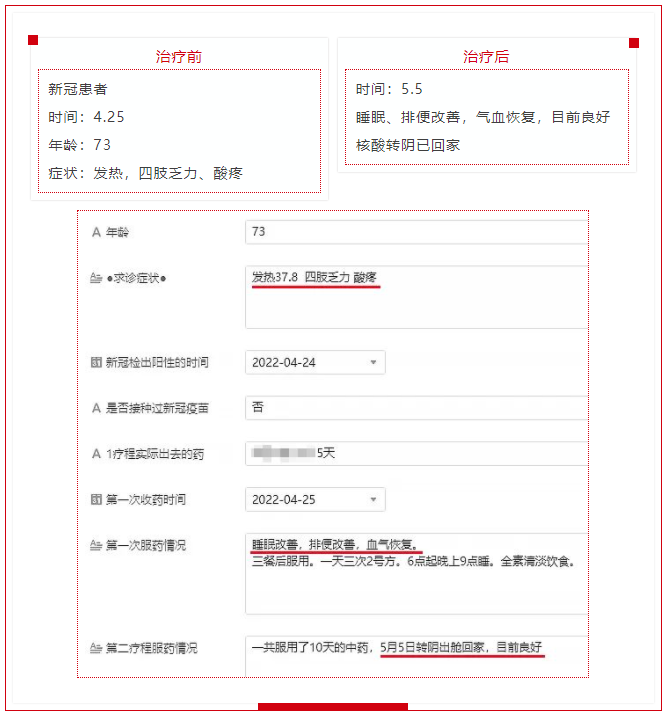 治疗前
新冠患者
时间：4.25
年龄：73
症状：发热，四肢乏力、酸疼
治疗后
时间：5.5
睡眠、排便改善，气血恢复，目前良好
核酸转阴已回家
A 年龄
73
●求诊症状●
发热37.8 四肢乏力 酸疼
新冠检出阳性的时间
2022-04-24
A 是否接种过新冠疫苗
否
A 1疗程实际出去的药
5天
第一次收药时间
2022-04-25
第一次服药情况
睡眠改善，排便改善，血气恢复。
三餐后服用。一天三次2号方。6点起晚上9点睡。全素清淡饮食。
第二疗程服药情况
一共服用了10天的中药，5月5日转阴出舱回家，目前良好